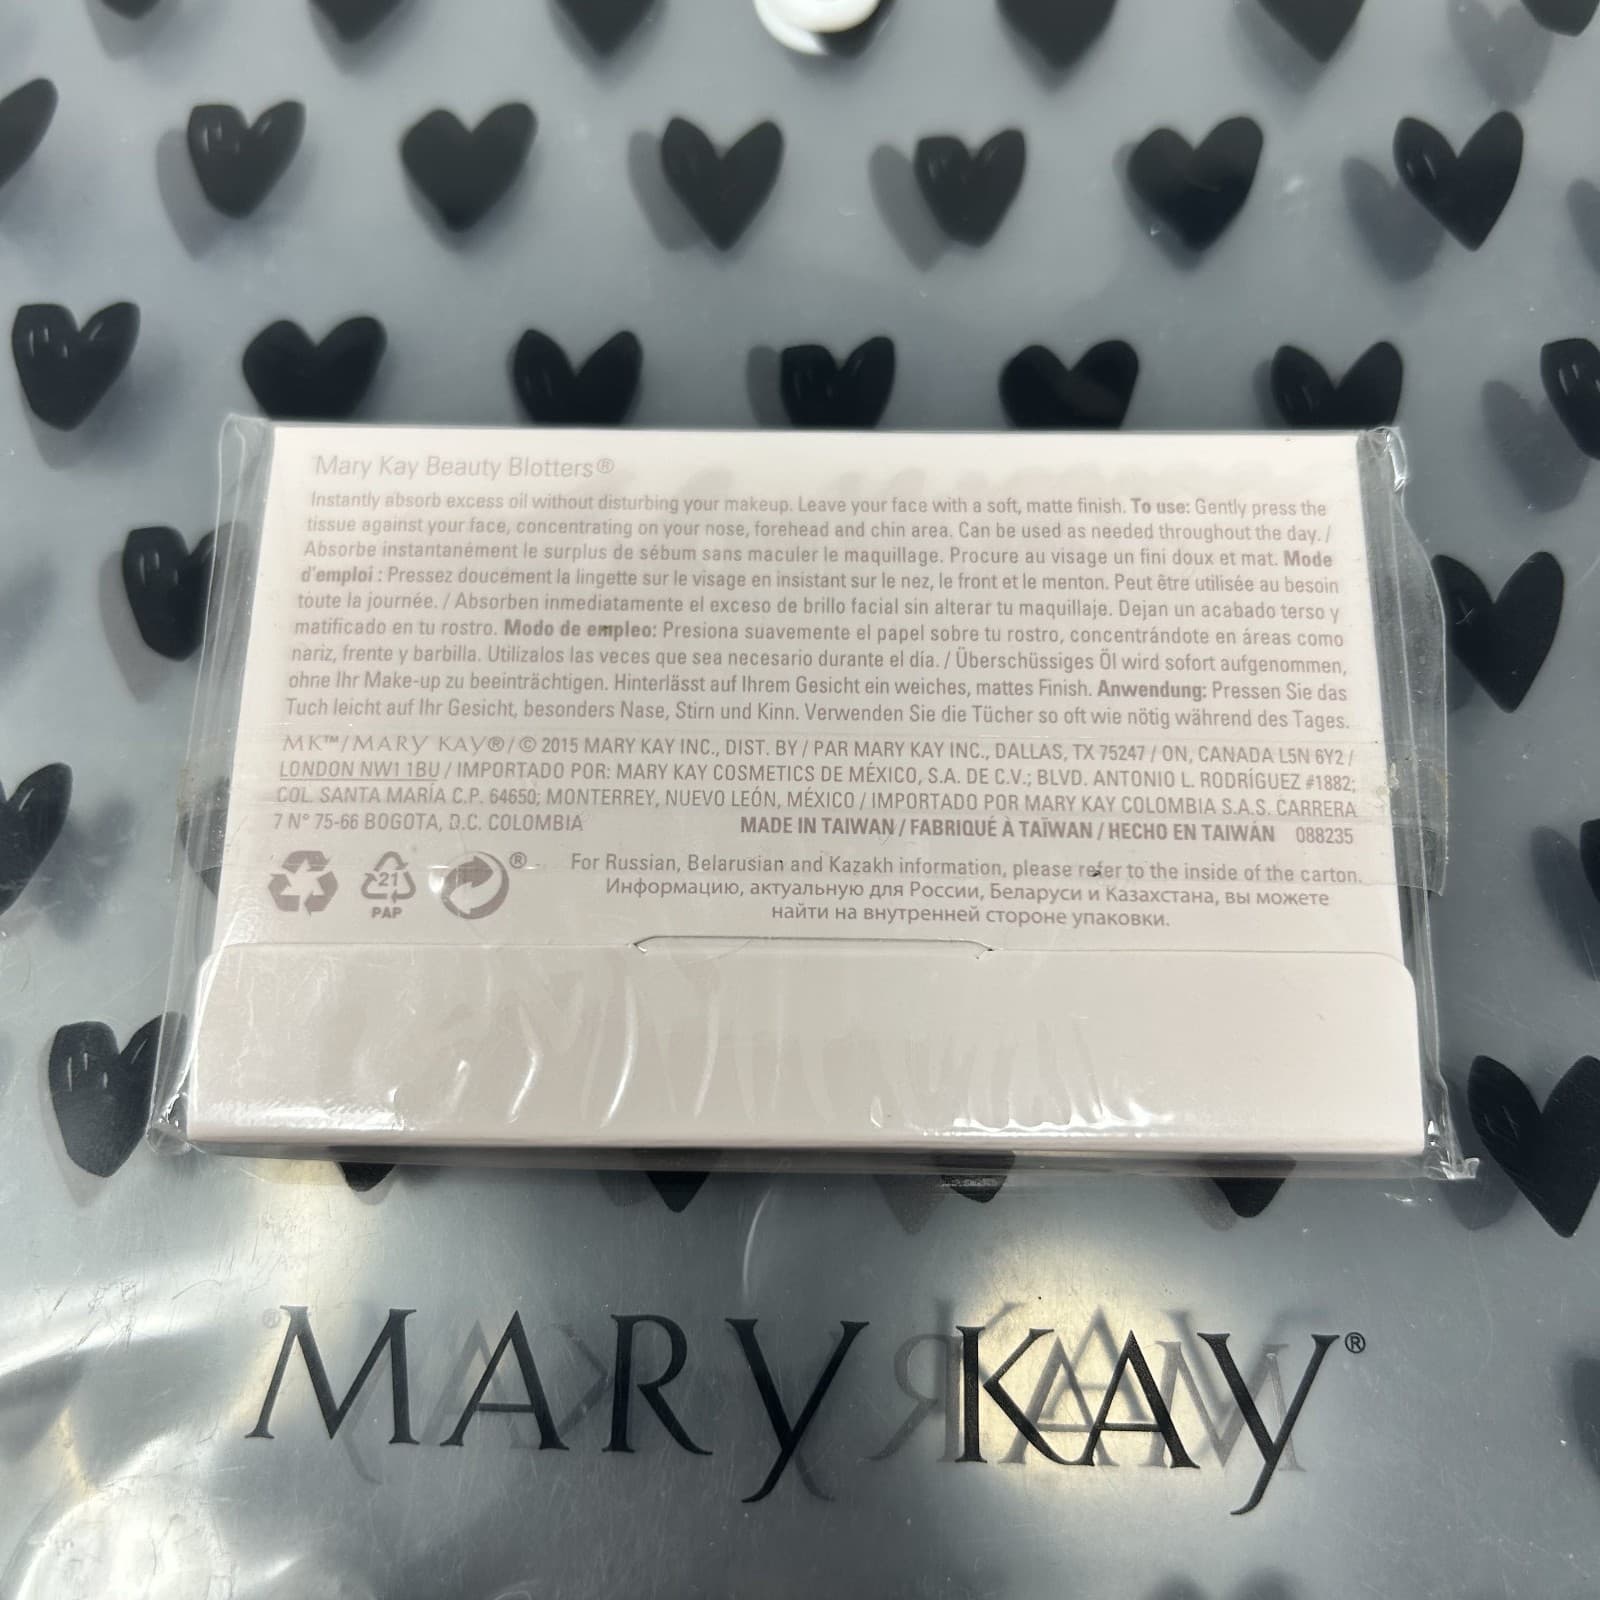 Mary Kay Beauty Blotters®
Instantly absorb excess oil without disturbing your makeup. Leave your face with a soft, matte finish. To use: Gently press the
tissue against your face, concentrating on your nose, forehead and chin area. Can be used as needed throughout the day. /
Absorbe instantanément le surplus de sébum sans maculer le maquillage. Procure au visage un fini doux et mat. Mode
d'emploi : Pressez doucement la lingette sur le visage en insistant sur le nez, le front et le menton. Peut être utilisée au besoin
toute la journée. / Absorben inmediatamente el exceso de brillo facial sin alterar tu maquillaje. Dejan un acabado terso y
matificado en tu rostro. Modo de empleo: Presiona suavemente el papel sobre tu rostro, concentrándote en áreas como
nariz, frente y barbilla. Utilízalos las veces que sea necesario durante el día. / Überschüssiges Öl wird sofort aufgenommen,
ohne Ihr Make-up zu beeinträchtigen. Hinterlässt auf Ihrem Gesicht ein weiches, mattes Finish. Anwendung: Pressen Sie das
Tuch leicht auf Ihr Gesicht, besonders Nase, Stirn und Kinn. Verwenden Sie die Tücher so oft wie nötig während des Tages.
MK™/MARY KAY®/© 2015 MARY KAY INC., DIST. BY / PAR MARY KAY INC., DALLAS, TX 75247 / ON, CANADA L5N 6Y2 /
LONDON NW1 1BU / IMPORTADO POR: MARY KAY COSMETICS DE MÉXICO, S.A. DE C.V.; BLVD. ANTONIO L. RODRÍGUEZ #1882;
COL. SANTA MARÍA C.P. 64650; MONTERREY, NUEVO LEÓN, MÉXICO / IMPORTADO POR MARY KAY COLOMBIA S.A.S. CARRERA
7 N° 75-66 BOGOTA, D.C. COLOMBIA MADE IN TAIWAN / FABRIQUÉ À TAÏWAN / HECHO EN TAIWÁN 088235
21
PAP
®
For Russian, Belarusian and Kazakh information, please refer to the inside of the carton.
Информацию, актуальную для России, Беларуси и Казахстана, вы можете
найти на внутренней стороне упаковки.
MARY KAY®